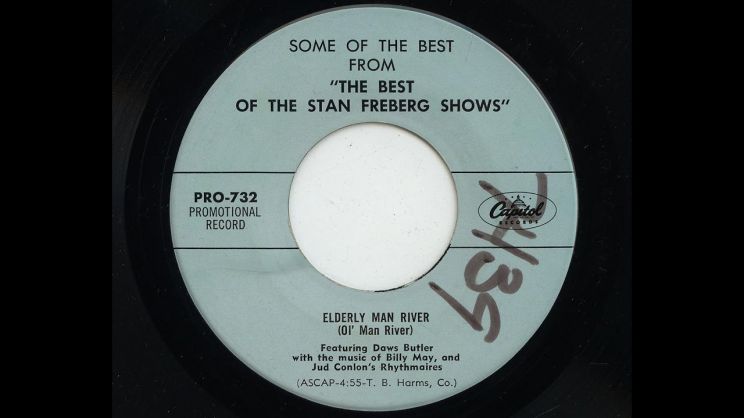 SOME OF THE BEST
FROM
"THE BEST
OF THE STAN FREBERG SHOWS"
PRO-732
PROMOTIONAL
RECORD
Capitol
RECORDS
ELDERLY MAN RIVER
(Ol' Man River)
Featuring Daws Butler
with the music of Billy May, and
Jud Conlon's Rhythmaires
(ASCAP-4:55-T. B. Harms, Co.)